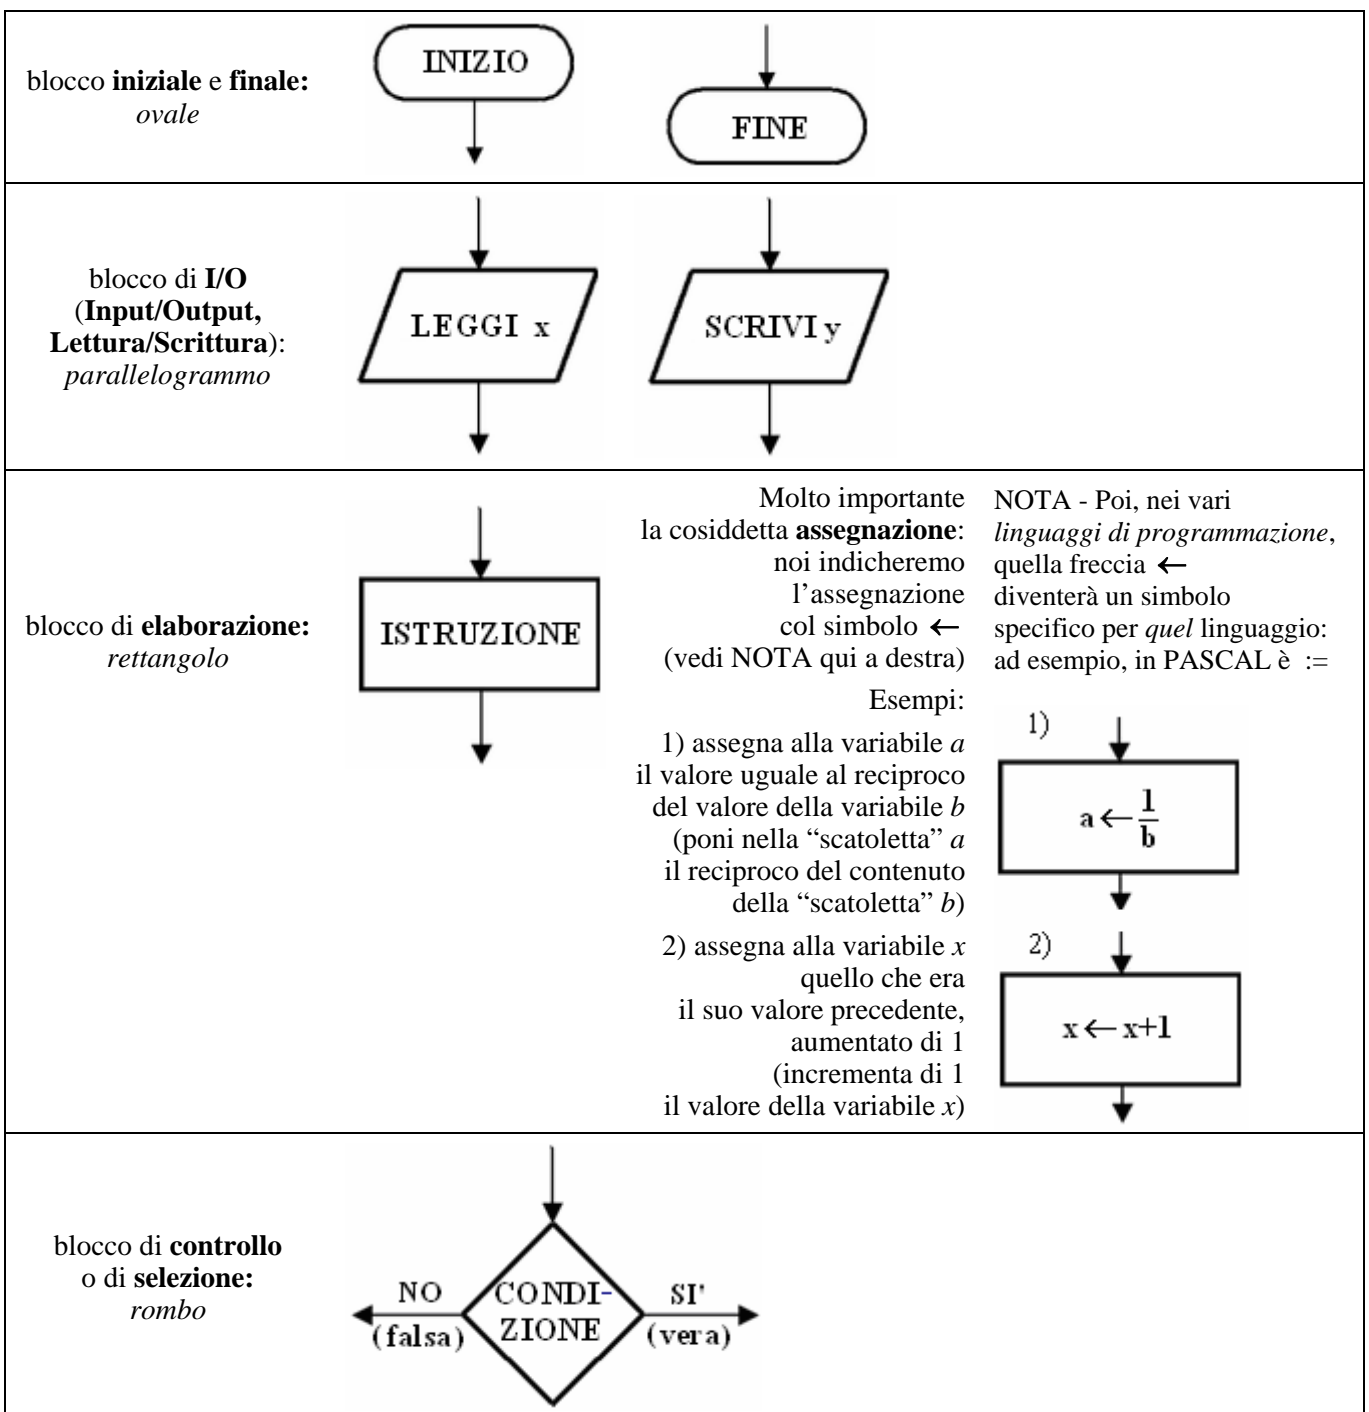 blocco iniziale e finale:
ovale
INIZIO
FINE
blocco di I/O
(Input/Output,
Lettura/Scrittura):
parallelogrammo
LEGGI x
SCRIVI y
blocco di elaborazione:
rettangolo
ISTRUZIONE
Molto importante
la cosiddetta assegnazione:
noi indicheremo
l’assegnazione
col simbolo ←
(vedi NOTA qui a destra)
NOTA - Poi, nei vari
linguaggi di programmazione,
quella freccia ←
diventerà un simbolo
specifico per quel linguaggio:
ad esempio, in PASCAL è :=
Esempi:
1) assegna alla variabile a
il valore uguale al reciproco
del valore della variabile b
(poni nella “scatoletta” a
il reciproco del contenuto
della “scatoletta” b)
1)
a ← 1/b
2) assegna alla variabile x
quello che era
il suo valore precedente,
aumentato di 1
(incrementa di 1
il valore della variabile x)
2)
x ← x+1
blocco di controllo
o di selezione:
rombo
NO
(falsa)
CONDI-
ZIONE
SI'
(vera)